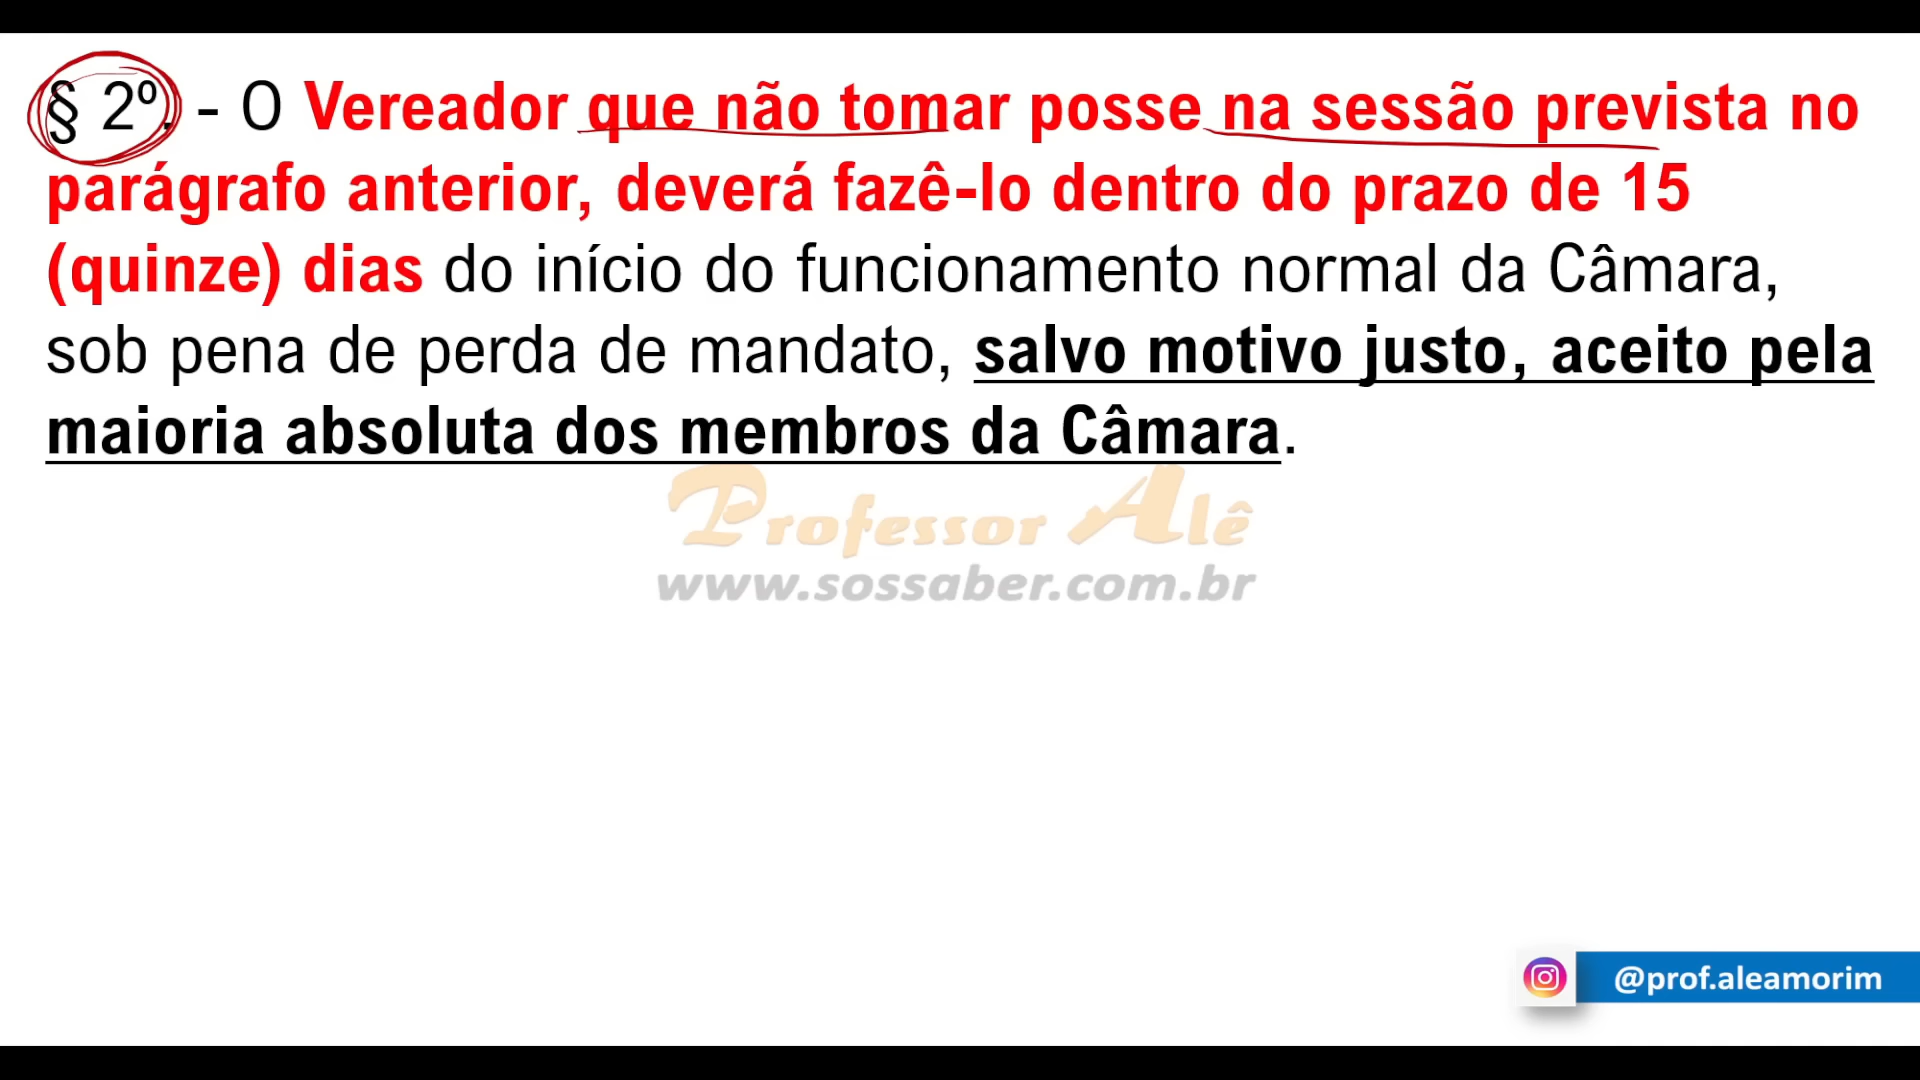 § 2º. - O Vereador que não tomar posse na sessão prevista no
parágrafo anterior, deverá fazê-lo dentro do prazo de 15
(quinze) dias do início do funcionamento normal da Câmara,
sob pena de perda de mandato, salvo motivo justo, aceito pela
maioria absoluta dos membros da Câmara.
Professor Alê
www.sossaber.com.br
@prof.aleamorim